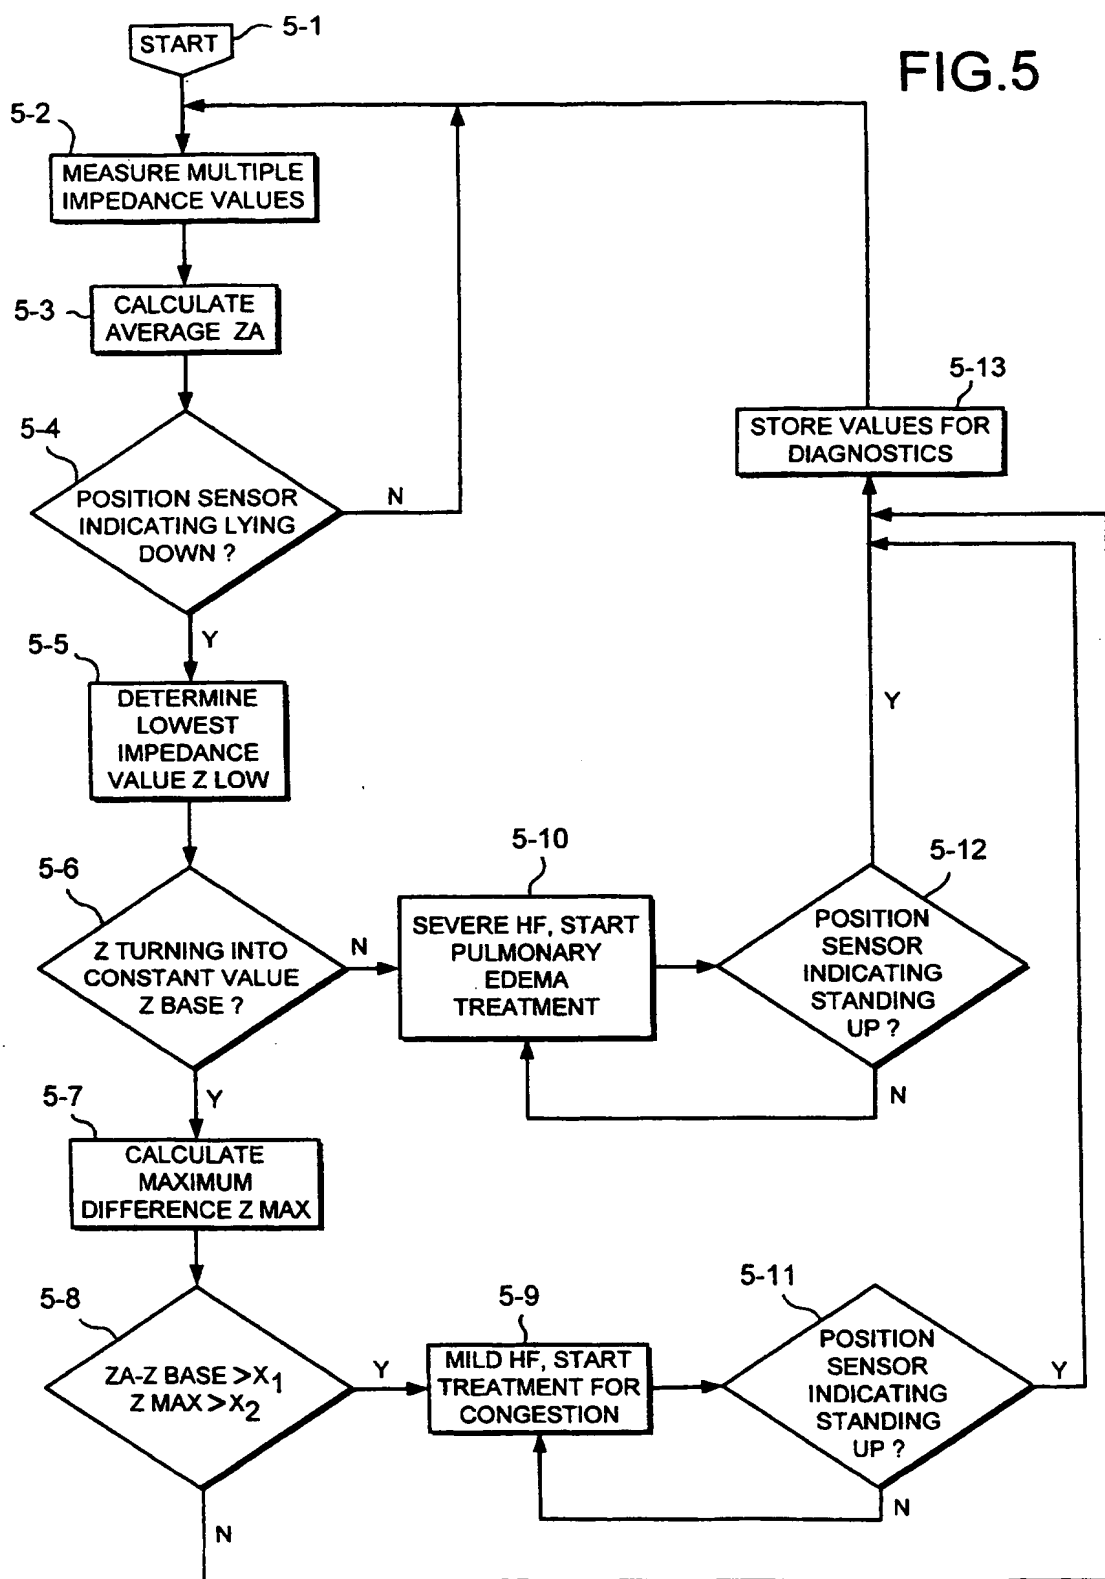 FIG.5
START
5-1
5-2
MEASURE MULTIPLE
IMPEDANCE VALUES
5-3
CALCULATE
AVERAGE ZA
5-4
POSITION SENSOR
INDICATING LYING
DOWN ?
N
Y
5-5
DETERMINE
LOWEST
IMPEDANCE
VALUE Z LOW
5-6
Z TURNING INTO
CONSTANT VALUE
Z BASE ?
N
Y
5-10
SEVERE HF, START
PULMONARY
EDEMA
TREATMENT
5-12
POSITION
SENSOR
INDICATING
STANDING
UP ?
Y
N
5-13
STORE VALUES FOR
DIAGNOSTICS
5-7
CALCULATE
MAXIMUM
DIFFERENCE Z MAX
5-8
ZA-Z BASE >X1
Z MAX >X2
Y
N
5-9
MILD HF, START
TREATMENT FOR
CONGESTION
5-11
POSITION
SENSOR
INDICATING
STANDING
UP ?
Y
N